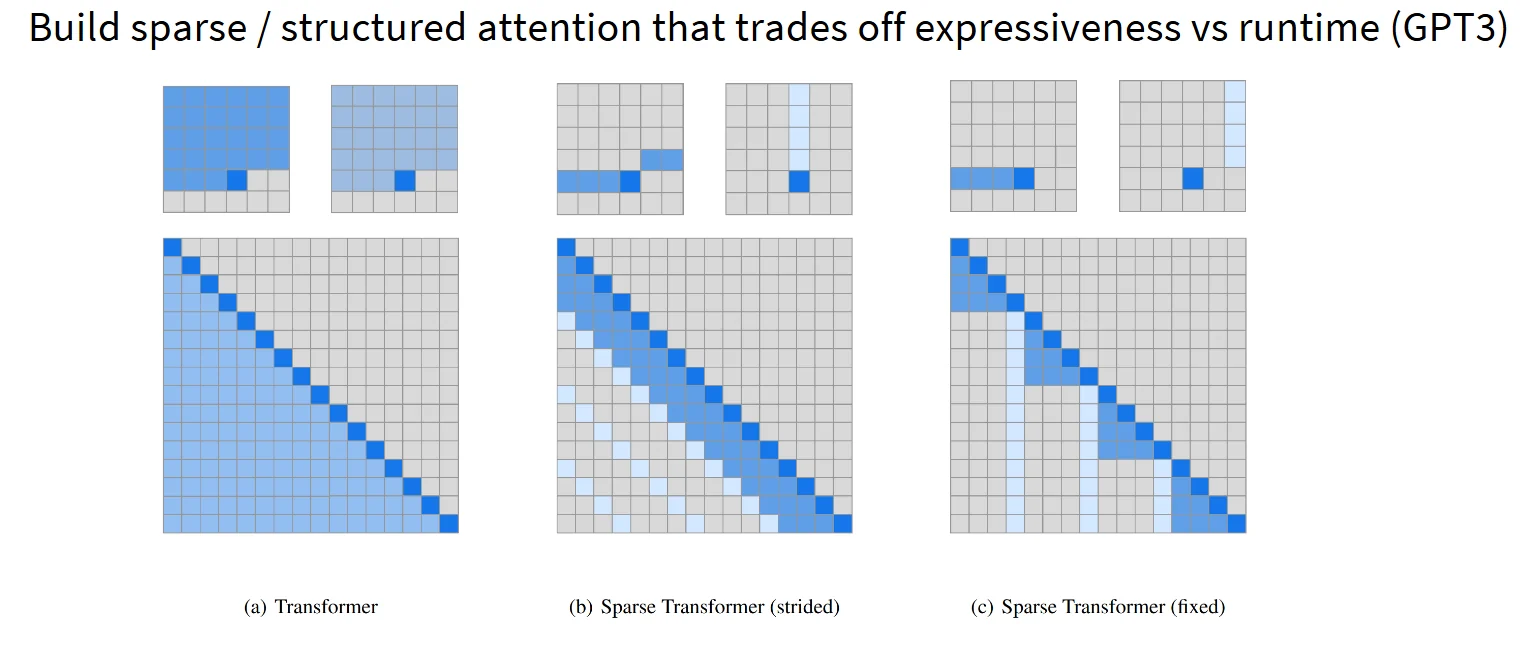 Build sparse / structured attention that trades off expressiveness vs runtime (GPT3)
(a) Transformer
(b) Sparse Transformer (strided)
(c) Sparse Transformer (fixed)